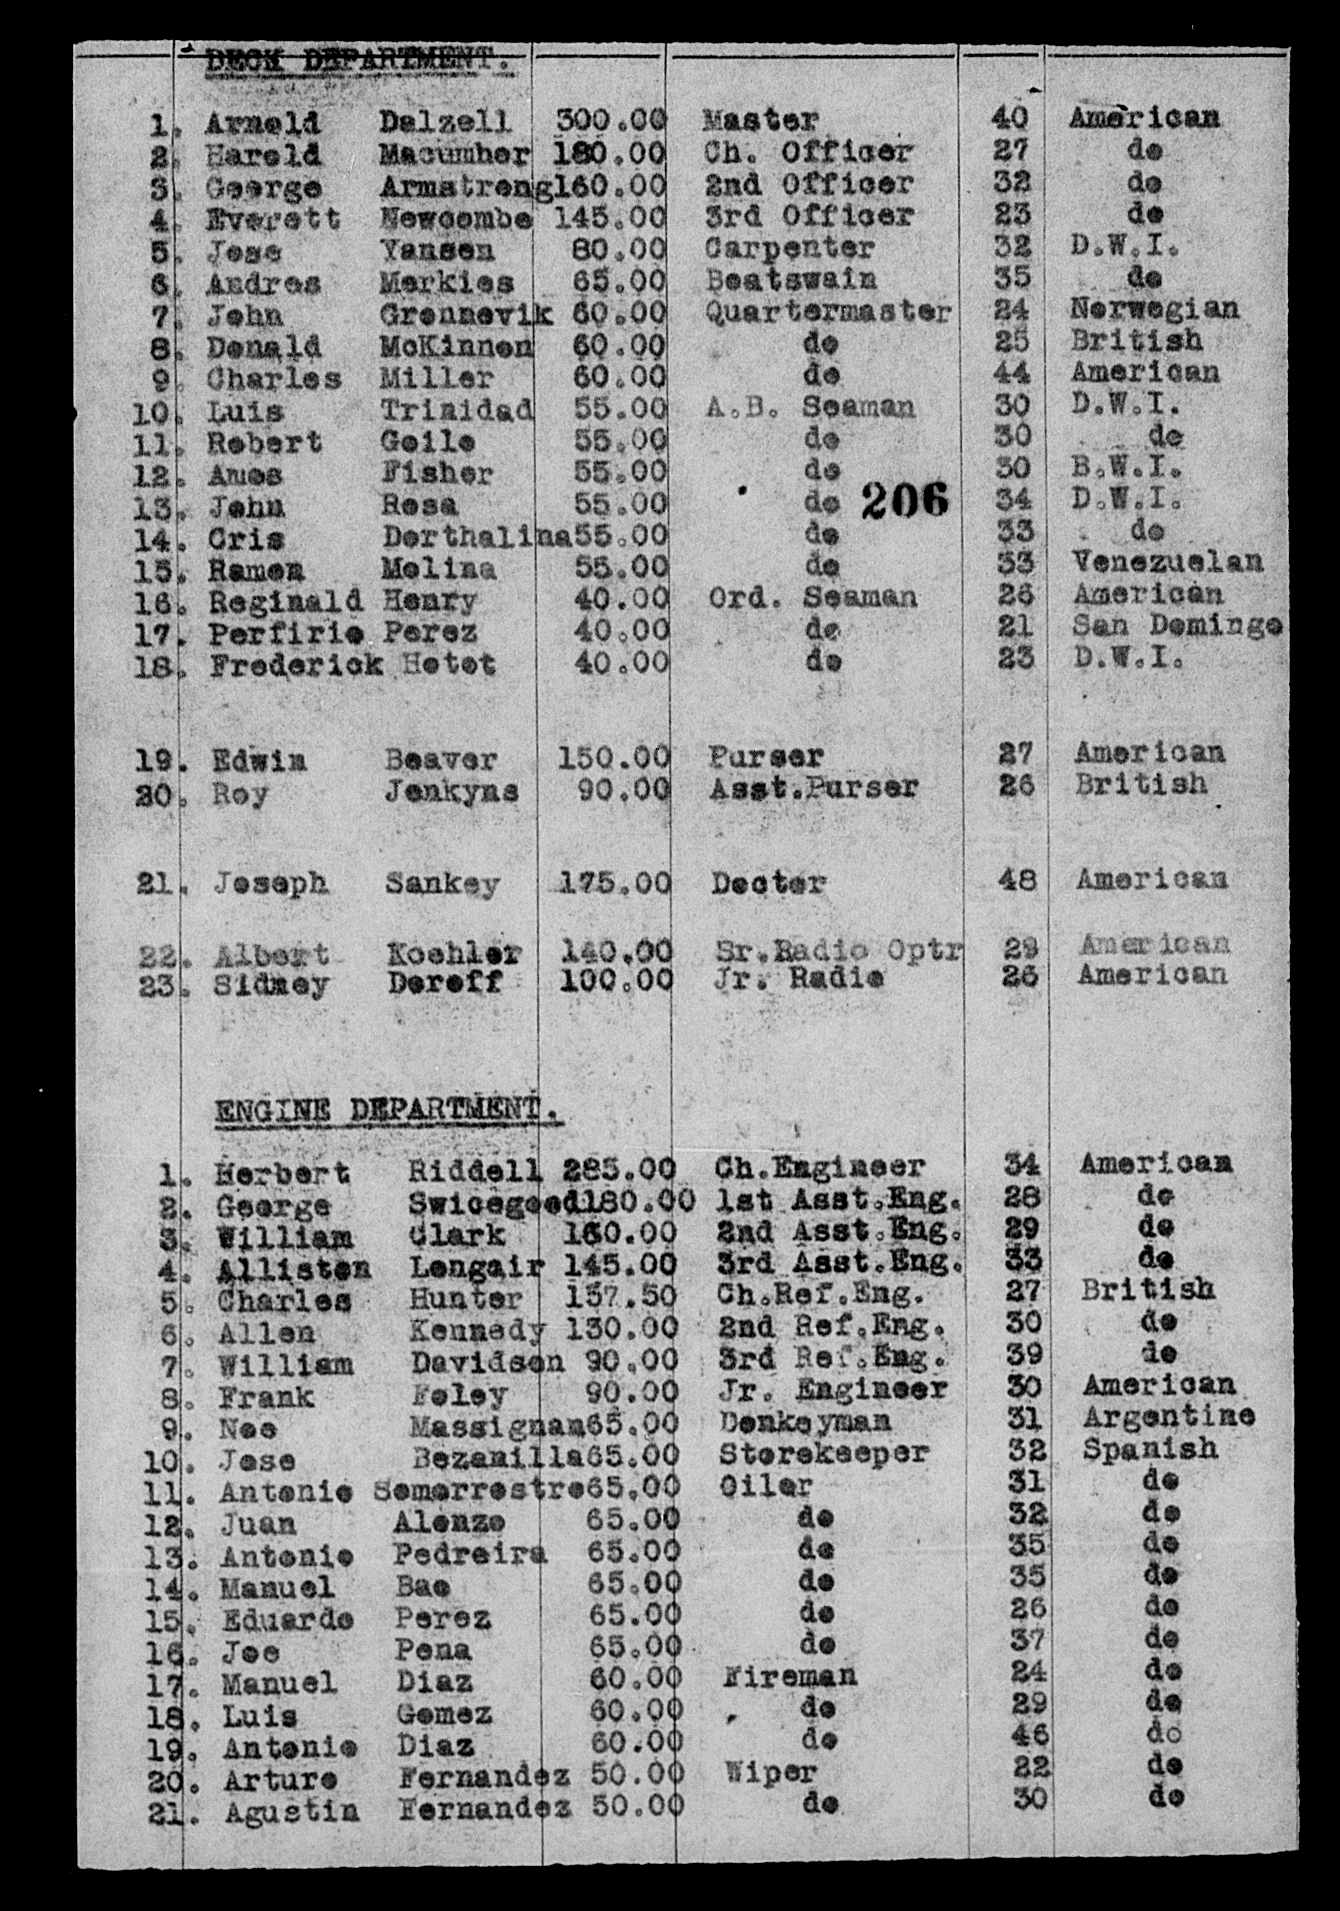 DECK DEPARTMENT.
1. Arnold Dalzell 300.00 Master 40 American
2. Harold Macumber 180.00 Ch. Officer 27 do
3. George Armstrong 160.00 2nd Officer 32 do
4. Everett Newcombe 145.00 3rd Officer 23 do
5. Jose Yansen 80.00 Carpenter 32 D.W.I.
6. Andres Merkies 65.00 Boatswain 35 do
7. John Gronnevik 60.00 Quartermaster 24 Norwegian
8. Donald McKinnon 60.00 do 25 British
9. Charles Miller 60.00 do 44 American
10. Luis Trinidad 55.00 A.B. Seaman 30 D.W.I.
11. Robert Geile 55.00 do 30 do
12. Amos Fisher 55.00 do 30 B.W.I.
13. John Rosa 55.00 do 206 34 D.W.I.
14. Cris Dorthalina 55.00 do 33 do
15. Ramon Molina 55.00 do 33 Venezuelan
16. Reginald Henry 40.00 Ord. Seaman 26 American
17. Perfirio Perez 40.00 do 21 San Domingo
18. Frederick Hotot 40.00 do 23 D.W.I.
19. Edwin Beaver 150.00 Purser 27 American
20. Roy Jenkyns 90.00 Asst.Purser 26 British
21. Joseph Sankey 175.00 Doctor 48 American
22. Albert Koehler 140.00 Sr.Radio Optr 29 American
23. Sidney Doroff 100.00 Jr. Radio 26 American
ENGINE DEPARTMENT.
1. Herbert Riddell 285.00 Ch.Engineer 34 American
2. George Swicegood 180.00 1st Asst.Eng. 28 do
3. William Clark 160.00 2nd Asst.Eng. 29 do
4. Alliston Longair 145.00 3rd Asst.Eng. 33 do
5. Charles Hunter 157.50 Ch.Ref.Eng. 27 British
6. Allen Kennedy 130.00 2nd Ref.Eng. 30 do
7. William Davidson 90.00 3rd Ref.Eng. 39 do
8. Frank Foley 90.00 Jr. Engineer 30 American
9. Noe Massignan 65.00 Donkeyman 31 Argentine
10. Jose Bezanilla 65.00 Storekeeper 32 Spanish
11. Antonio Somorrostro 65.00 Oiler 31 do
12. Juan Alonzo 65.00 do 32 do
13. Antonio Pedreira 65.00 do 35 do
14. Manuel Bao 65.00 do 35 do
15. Eduardo Perez 65.00 do 26 do
16. Joe Pena 65.00 do 37 do
17. Manuel Diaz 60.00 Fireman 24 do
18. Luis Gomez 60.00 do 29 do
19. Antonio Diaz 60.00 do 46 do
20. Arturo Fernandez 50.00 Wiper 22 do
21. Agustin Fernandez 50.00 do 30 do